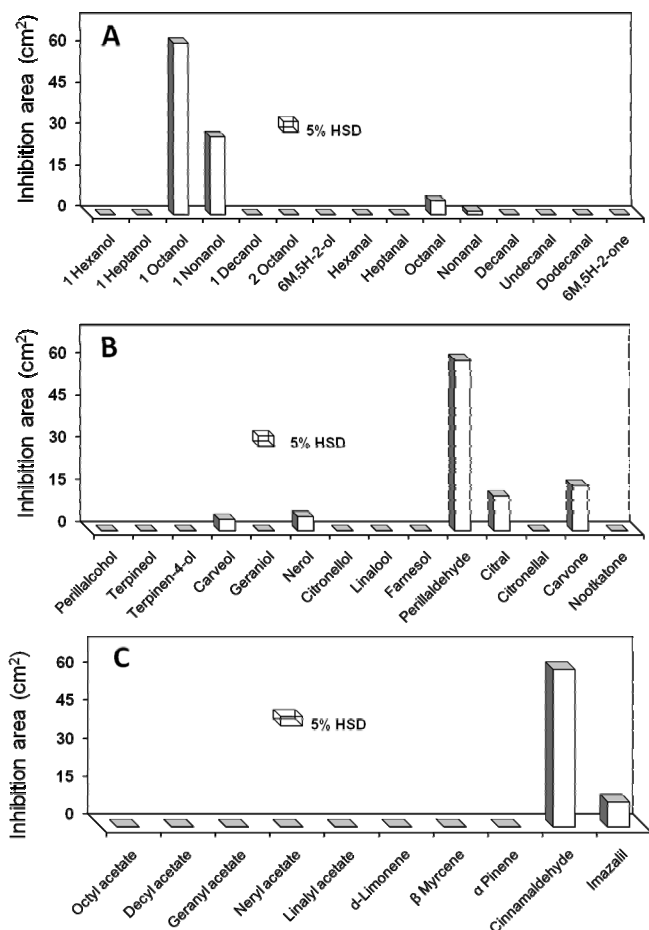 A
Inhibition area (cm²)
60
45
30
15
0
5% HSD
1 Hexanol
1 Heptanol
1 Octanol
1 Nonanol
1 Decanol
2 Octanol
6M,5H-2-ol
Hexanal
Heptanal
Octanal
Nonanal
Decanal
Undecanal
Dodecanal
6M,5H-2-one
B
Inhibition area (cm²)
60
45
30
15
0
5% HSD
Perillalcohol
Terpineol
Terpinen-4-ol
Carveol
Geraniol
Nerol
Citronellol
Linalool
Farnesol
Perillaldehyde
Citral
Citronellal
Carvone
Nootkatone
C
Inhibition area (cm²)
60
45
30
15
0
5% HSD
Octyl acetate
Decyl acetate
Geranyl acetate
Neryl acetate
Linalyl acetate
d-Limonene
β Myrcene
α Pinene
Cinnamaldehyde
Imazalil